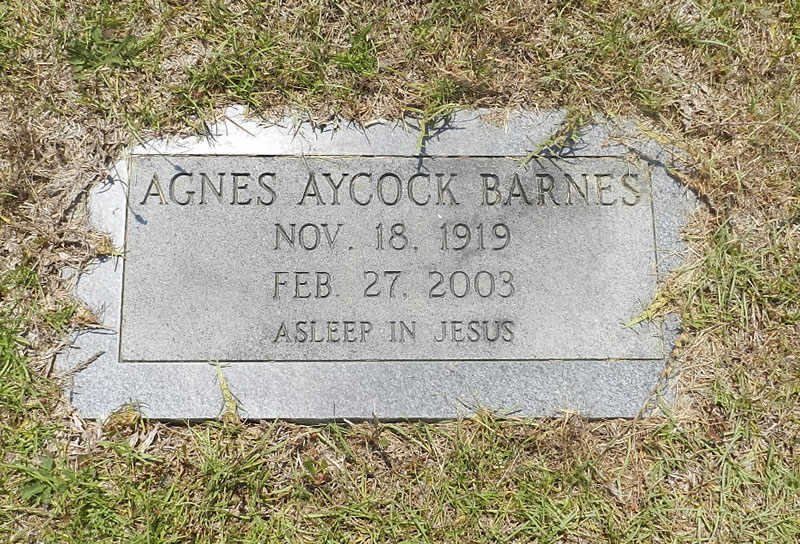 AGNES AYCOCK BARNES
NOV. 18, 1919
FEB. 27, 2003
ASLEEP IN JESUS